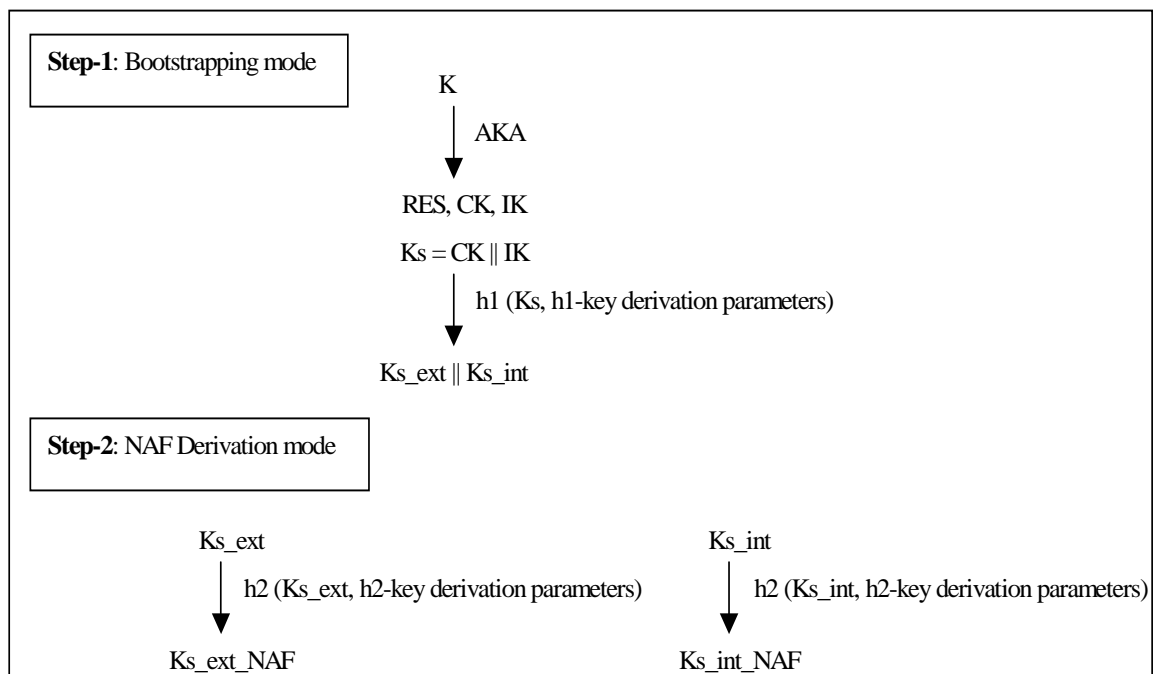 Step-1: Bootstrapping mode
K
AKA
RES, CK, IK
Ks = CK || IK
h1 (Ks, h1-key derivation parameters)
Ks_ext || Ks_int
Step-2: NAF Derivation mode
Ks_ext
Ks_int
h2 (Ks_ext, h2-key derivation parameters)
h2 (Ks_int, h2-key derivation parameters)
Ks_ext_NAF
Ks_int_NAF